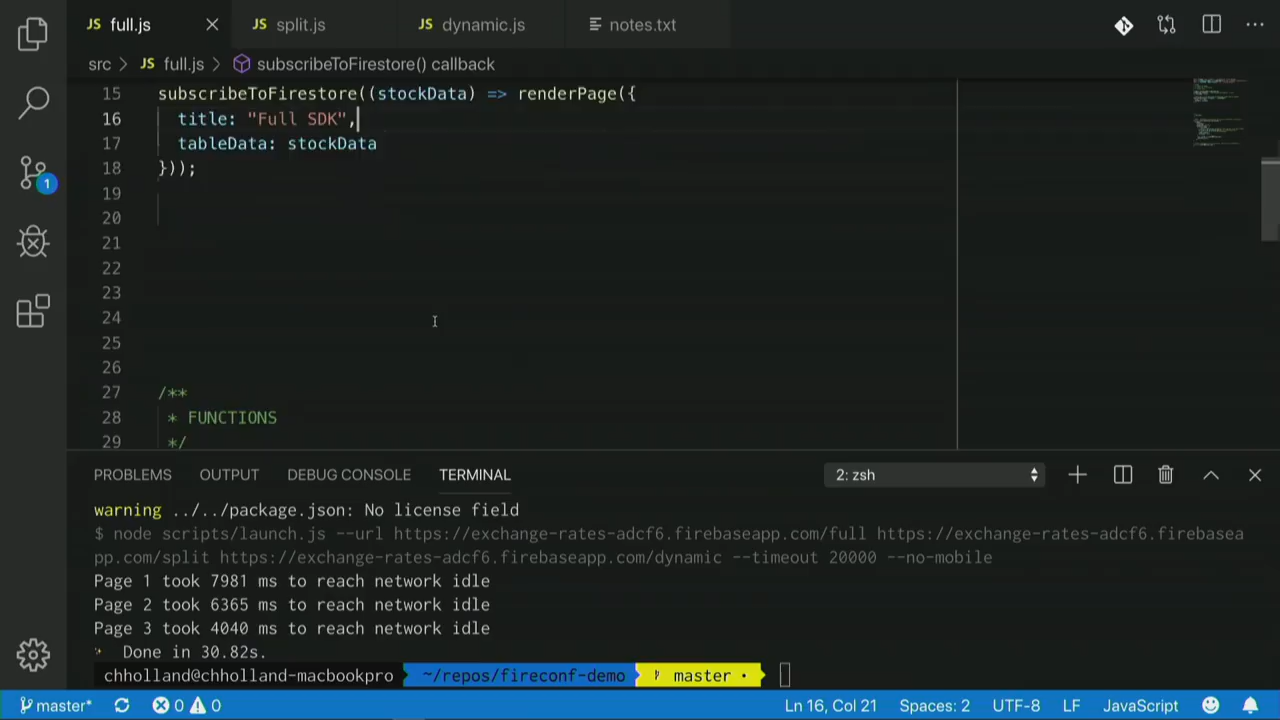 JS full.js
JS split.js
JS dynamic.js
notes.txt
src > JS full.js > subscribeToFirestore() callback
15 subscribeToFirestore((stockData) => renderPage({
16 title: "Full SDK",
17 tableData: stockData
18 }));
19
20
21
22
23
24
25
26
27 /**
28 * FUNCTIONS
29 */
1
PROBLEMS OUTPUT DEBUG CONSOLE TERMINAL 2: zsh
warning ../../package.json: No license field
$ node scripts/launch.js --url https://exchange-rates-adcf6.firebaseapp.com/full https://exchange-rates-adcf6.firebasea
pp.com/split https://exchange-rates-adcf6.firebaseapp.com/dynamic --timeout 20000 --no-mobile
Page 1 took 7981 ms to reach network idle
Page 2 took 6365 ms to reach network idle
Page 3 took 4040 ms to reach network idle
Done in 30.82s.
chholland@chholland-macbookpro ~/repos/fireconf-demo master •
master* 0 0 Ln 16, Col 21 Spaces: 2 UTF-8 LF JavaScript